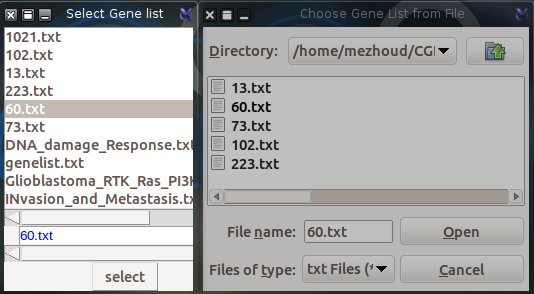 Select Gene list
1021.txt
102.txt
13.txt
223.txt
60.txt
73.txt
DNA_damage_Response.txt
genelist.txt
Glioblastoma_RTK_Ras_PI3K
INvasion_and_Metastasis.tx
60.txt
select
Choose Gene List from File
Directory: /home/mezhoud/CGI
13.txt
60.txt
73.txt
102.txt
223.txt
File name: 60.txt Open
Files of type: txt Files (* Cancel